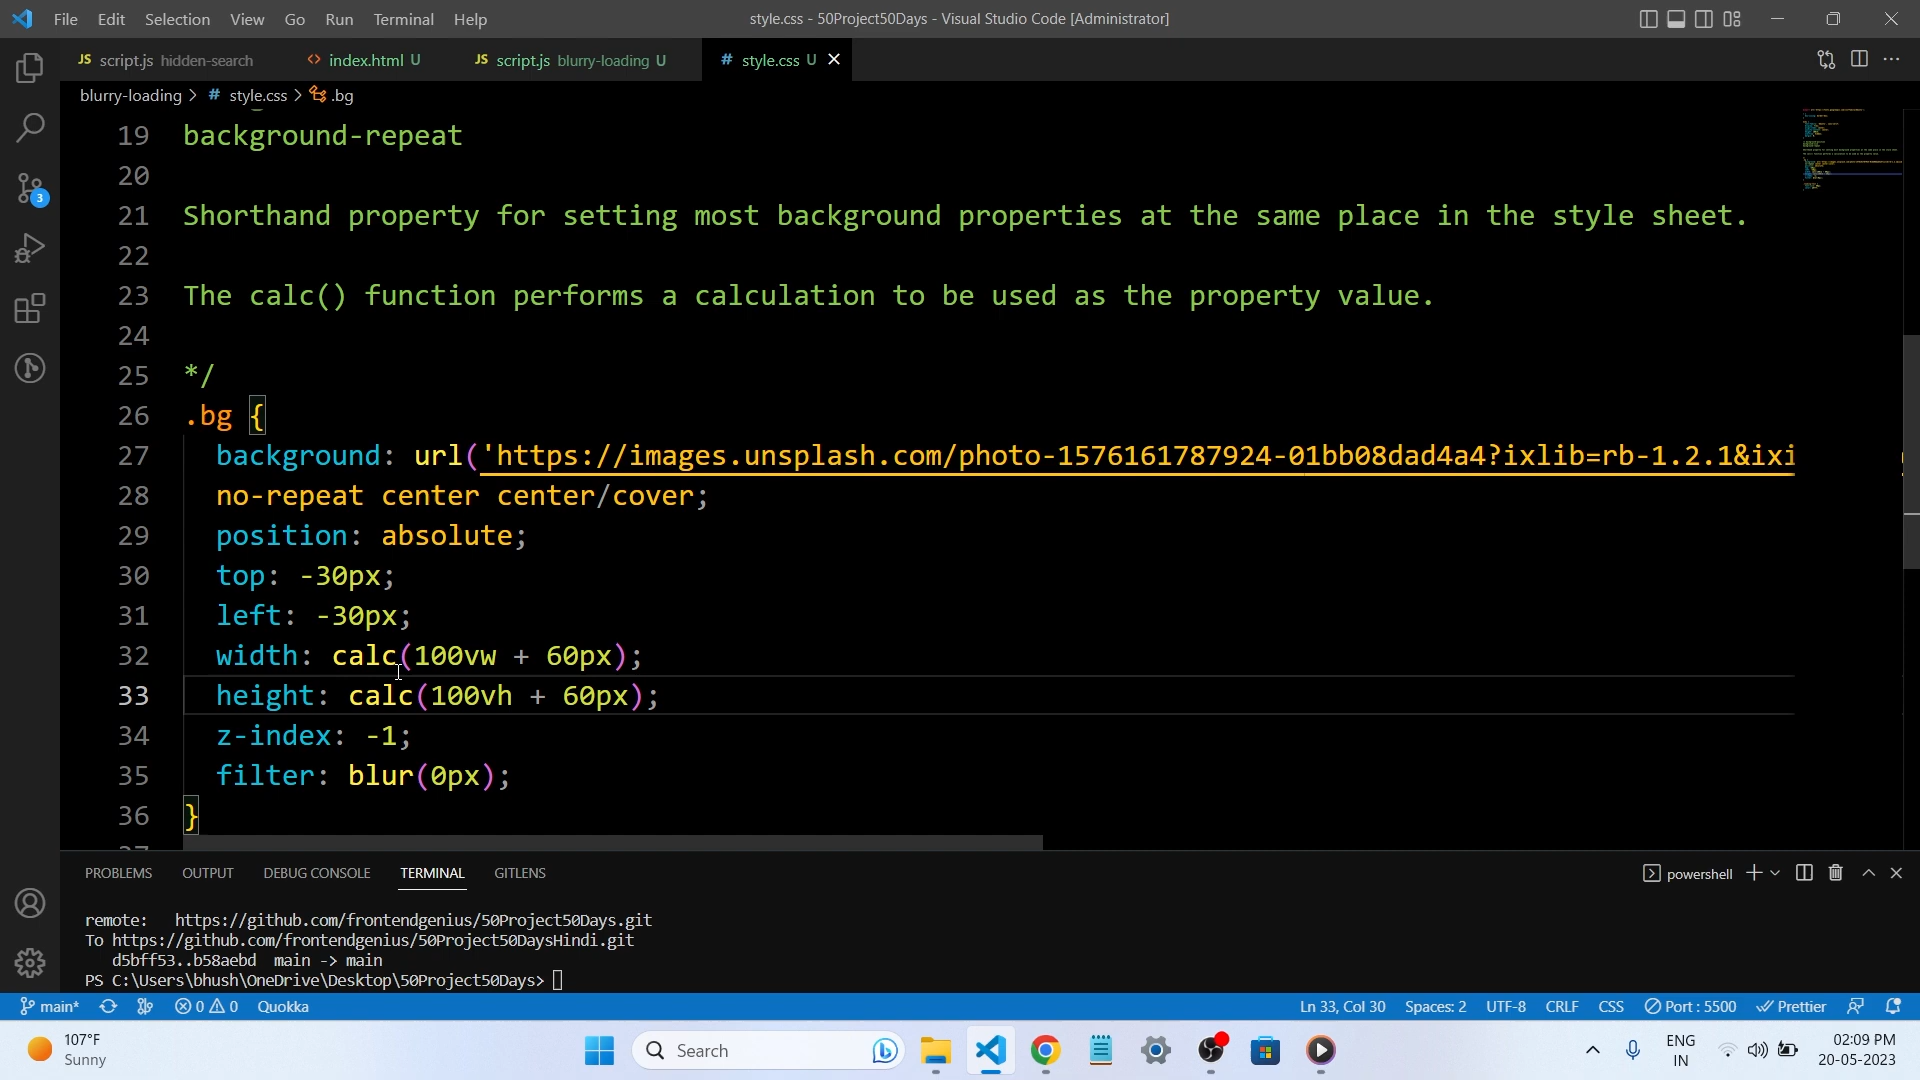 File Edit Selection View Go Run Terminal Help
style.css - 50Project50Days - Visual Studio Code [Administrator]
JS script.js hidden-search
<> index.html U
JS script.js blurry-loading U
# style.css U
blurry-loading > # style.css > .bg
19 background-repeat
20
21 Shorthand property for setting most background properties at the same place in the style sheet.
22
23 The calc() function performs a calculation to be used as the property value.
24
25 */
26 .bg {
27 background: url('https://images.unsplash.com/photo-1576161787924-01bb08dad4a4?ixlib=rb-1.2.1&ixi
28 no-repeat center center/cover;
29 position: absolute;
30 top: -30px;
31 left: -30px;
32 width: calc(100vw + 60px);
33 height: calc(100vh + 60px);
34 z-index: -1;
35 filter: blur(0px);
36 }
3
PROBLEMS OUTPUT DEBUG CONSOLE TERMINAL GITLENS
powershell
remote: https://github.com/frontendgenius/50Project50Days.git
To https://github.com/frontendgenius/50Project50DaysHindi.git
d5bff53..b58aebd main -> main
PS C:\Users\bhush\OneDrive\Desktop\50Project50Days>
main* 0 0 Quokka
Ln 33, Col 30 Spaces: 2 UTF-8 CRLF CSS Port : 5500 Prettier
107°F
Sunny
Search
ENG
IN
02:09 PM
20-05-2023